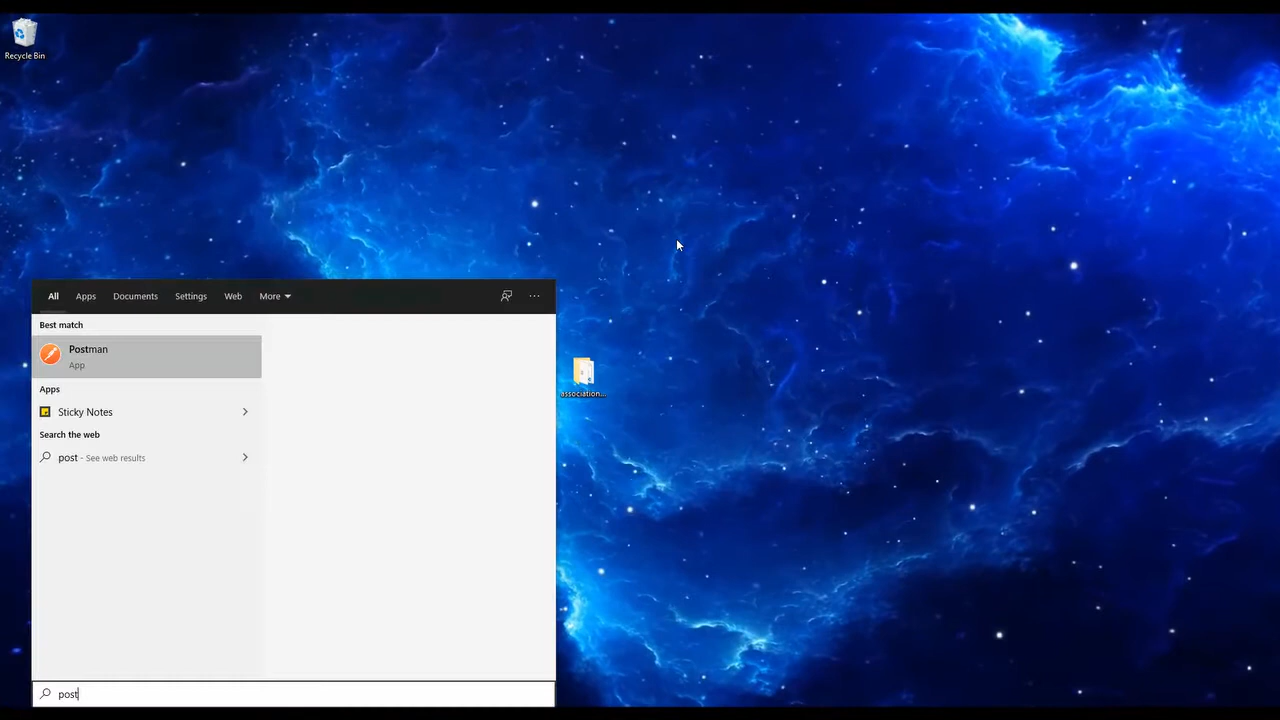 Recycle Bin
All Apps Documents Settings Web More
Best match
Postman
App
Apps
Sticky Notes
Search the web
post - See web results
association...
post